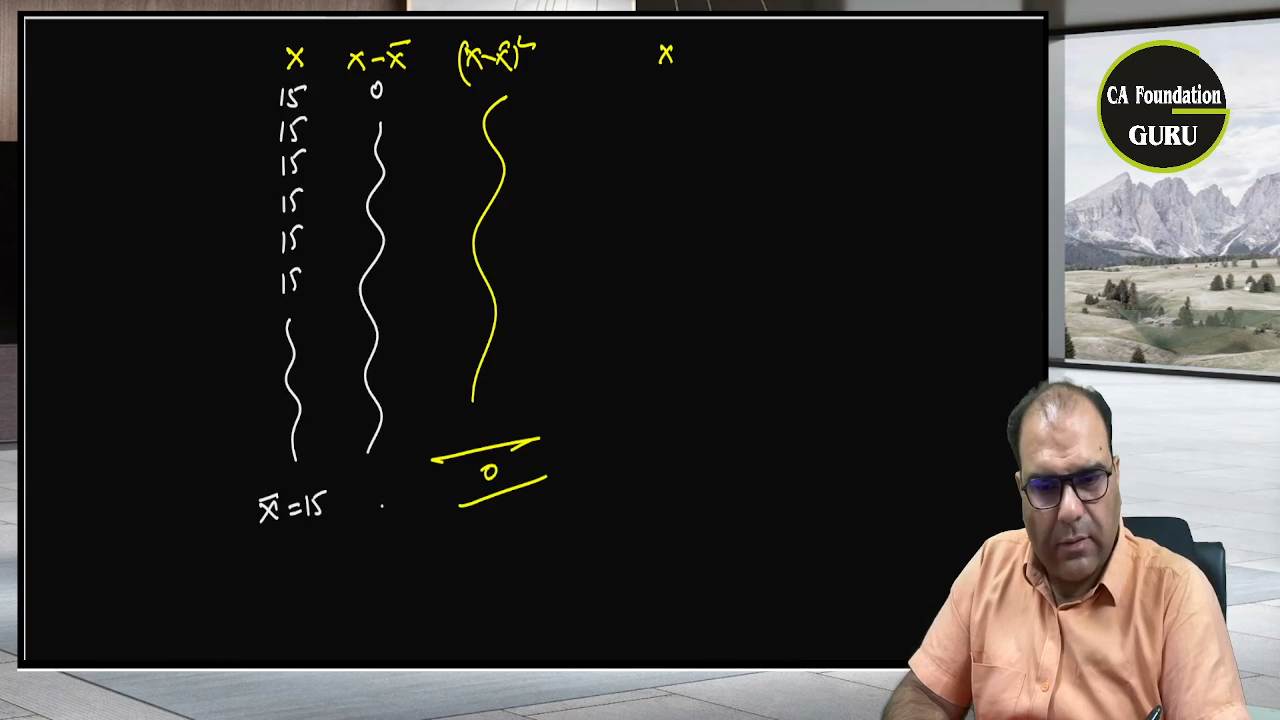 x x - x̄ (x - x̄)² x
15 0
15
15
15
15
15
0
x̄ = 15
CA Foundation
GURU